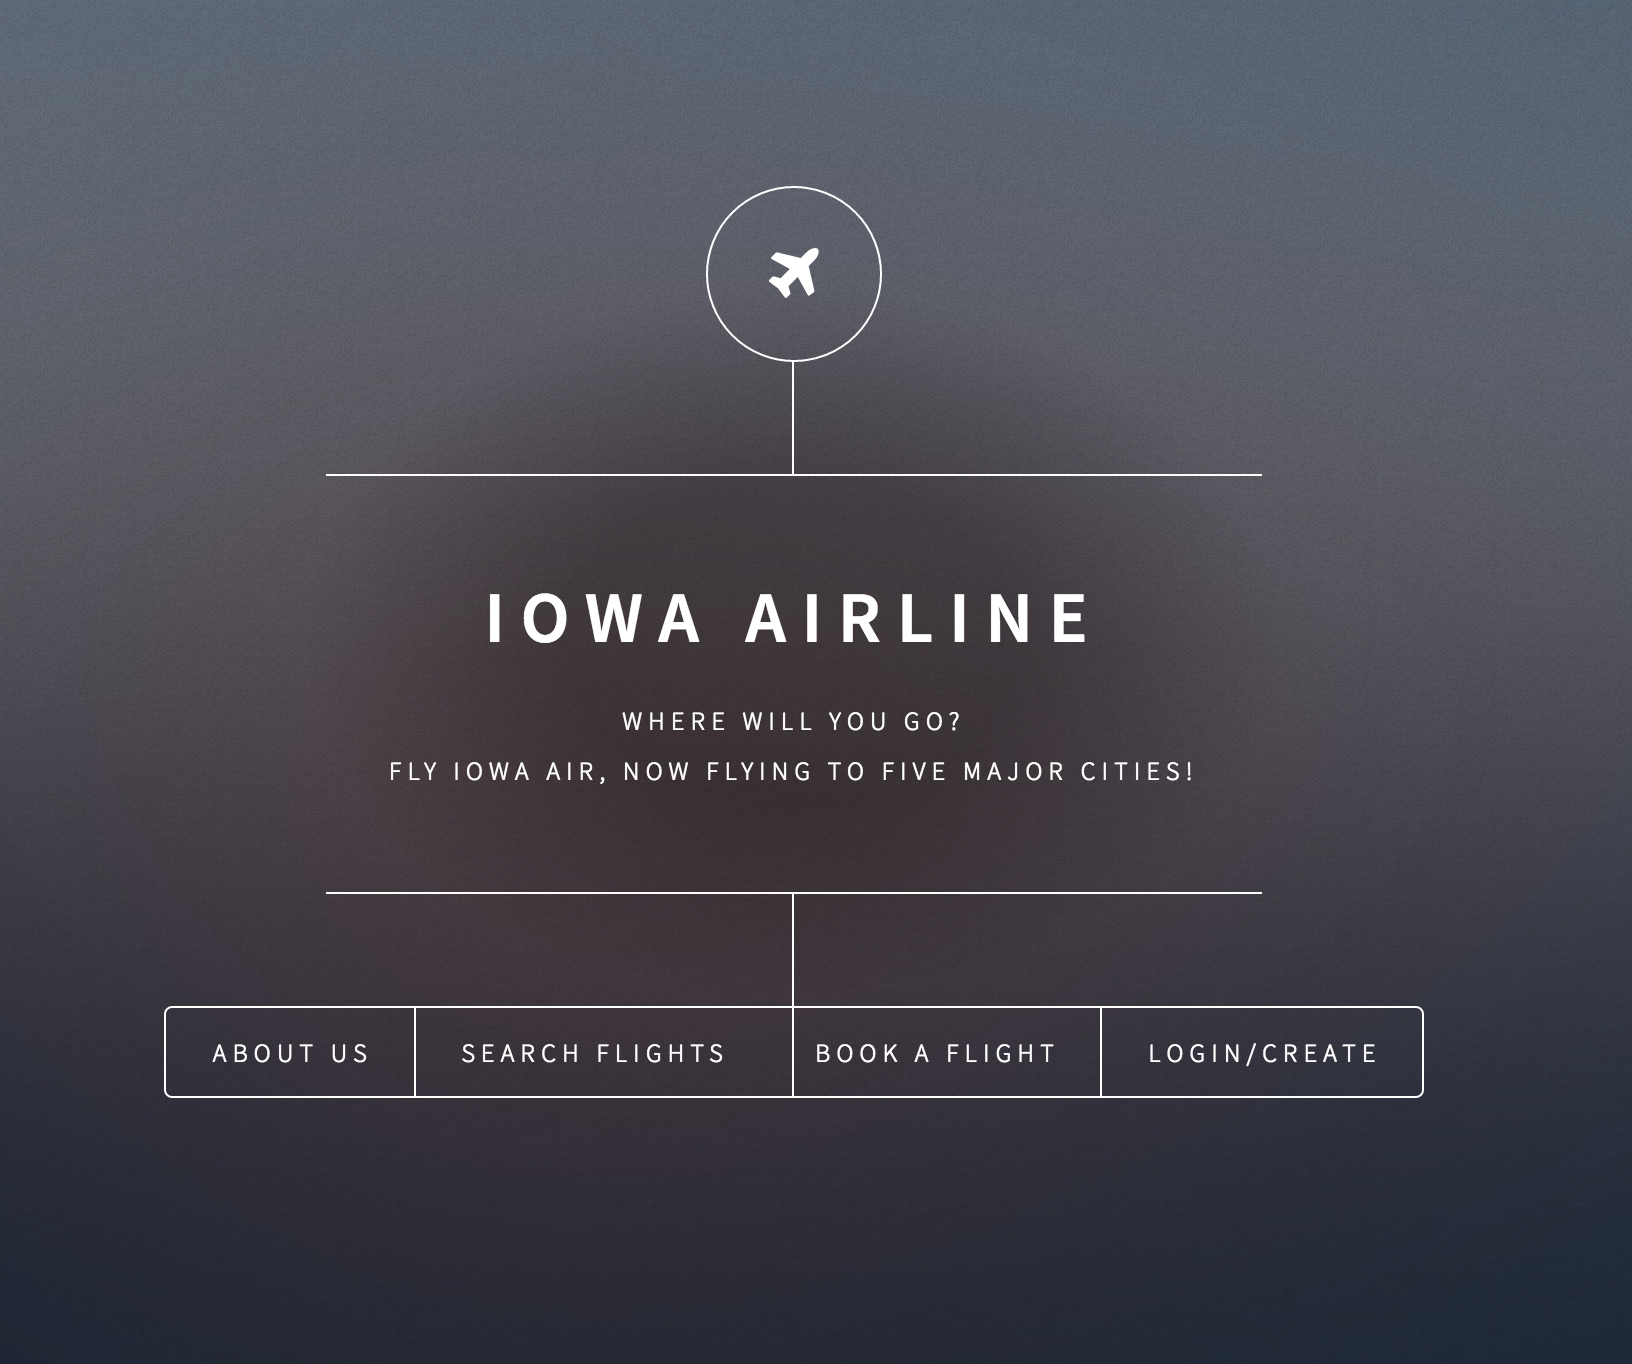 IOWA AIRLINE
WHERE WILL YOU GO?
FLY IOWA AIR, NOW FLYING TO FIVE MAJOR CITIES!
ABOUT US
SEARCH FLIGHTS
BOOK A FLIGHT
LOGIN/CREATE